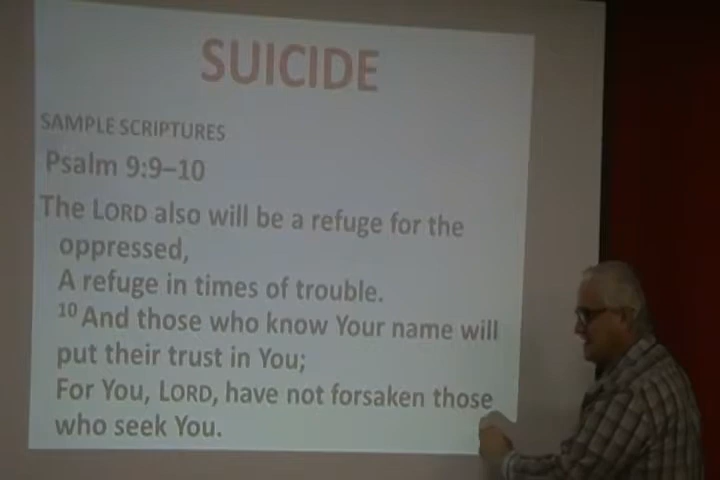 SUICIDE
SAMPLE SCRIPTURES
Psalm 9:9–10
The LORD also will be a refuge for the
oppressed,
A refuge in times of trouble.
10 And those who know Your name will
put their trust in You;
For You, LORD, have not forsaken those
who seek You.